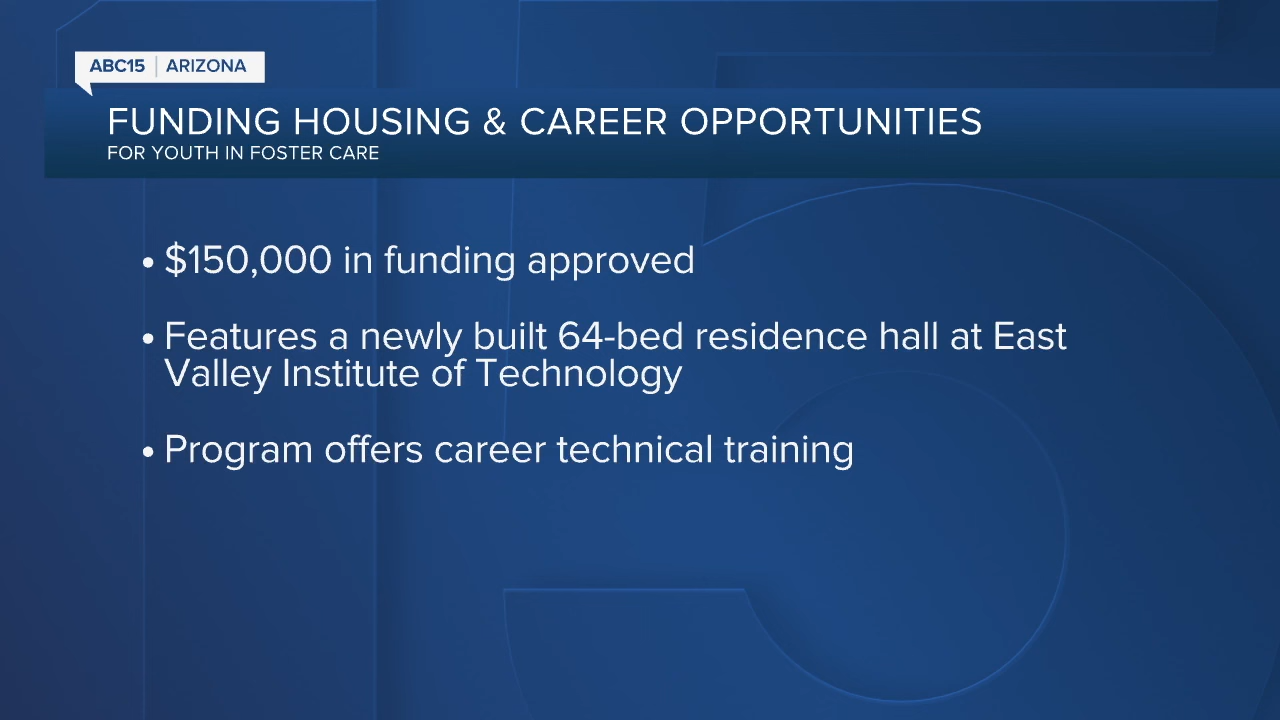 ABC15 | ARIZONA
FUNDING HOUSING & CAREER OPPORTUNITIES
FOR YOUTH IN FOSTER CARE
• $150,000 in funding approved
• Features a newly built 64-bed residence hall at East
Valley Institute of Technology
• Program offers career technical training